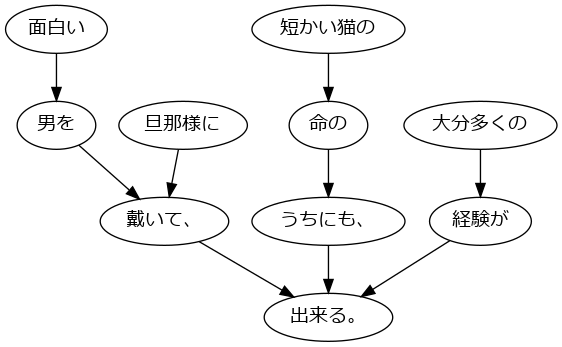 面白い
短かい猫の
男を
旦那様に
命の
大分多くの
戴いて、
うちにも、
経験が
出来る。